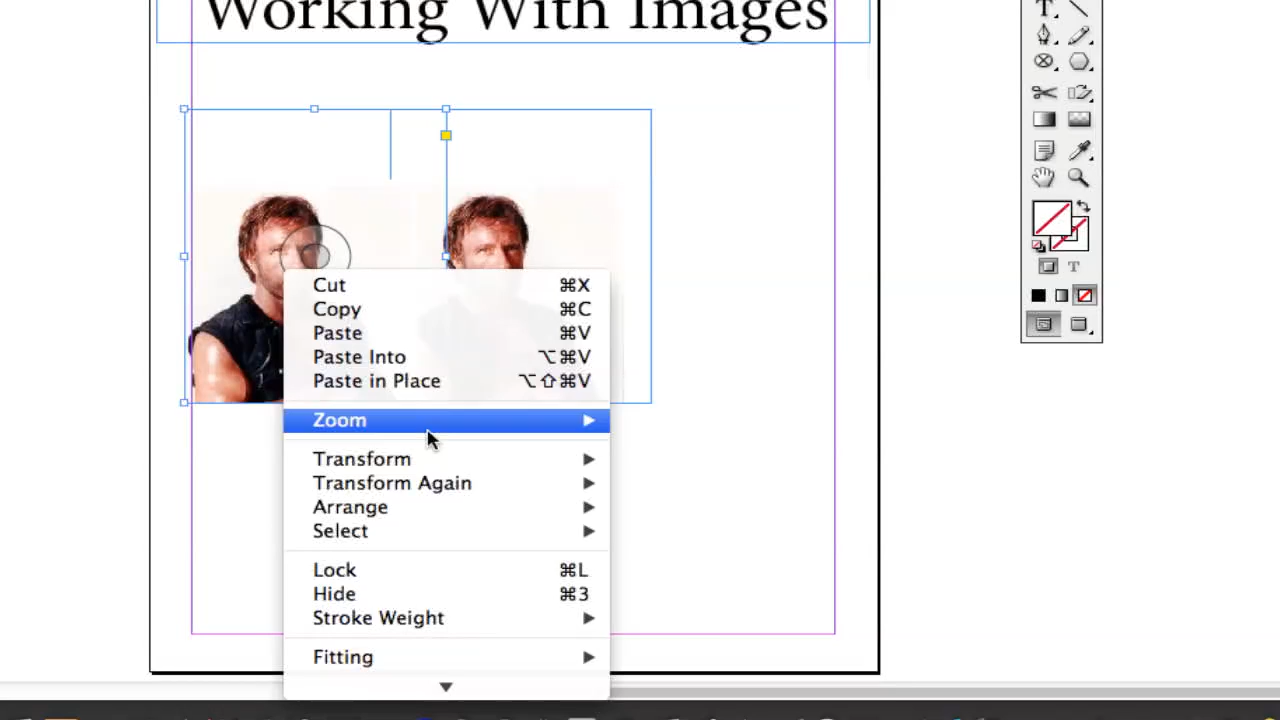 Working With Images
Cut ⌘X
Copy ⌘C
Paste ⌘V
Paste Into ⌥⌘V
Paste in Place ⌥⇧⌘V
Zoom
Transform
Transform Again
Arrange
Select
Lock ⌘L
Hide ⌘3
Stroke Weight
Fitting